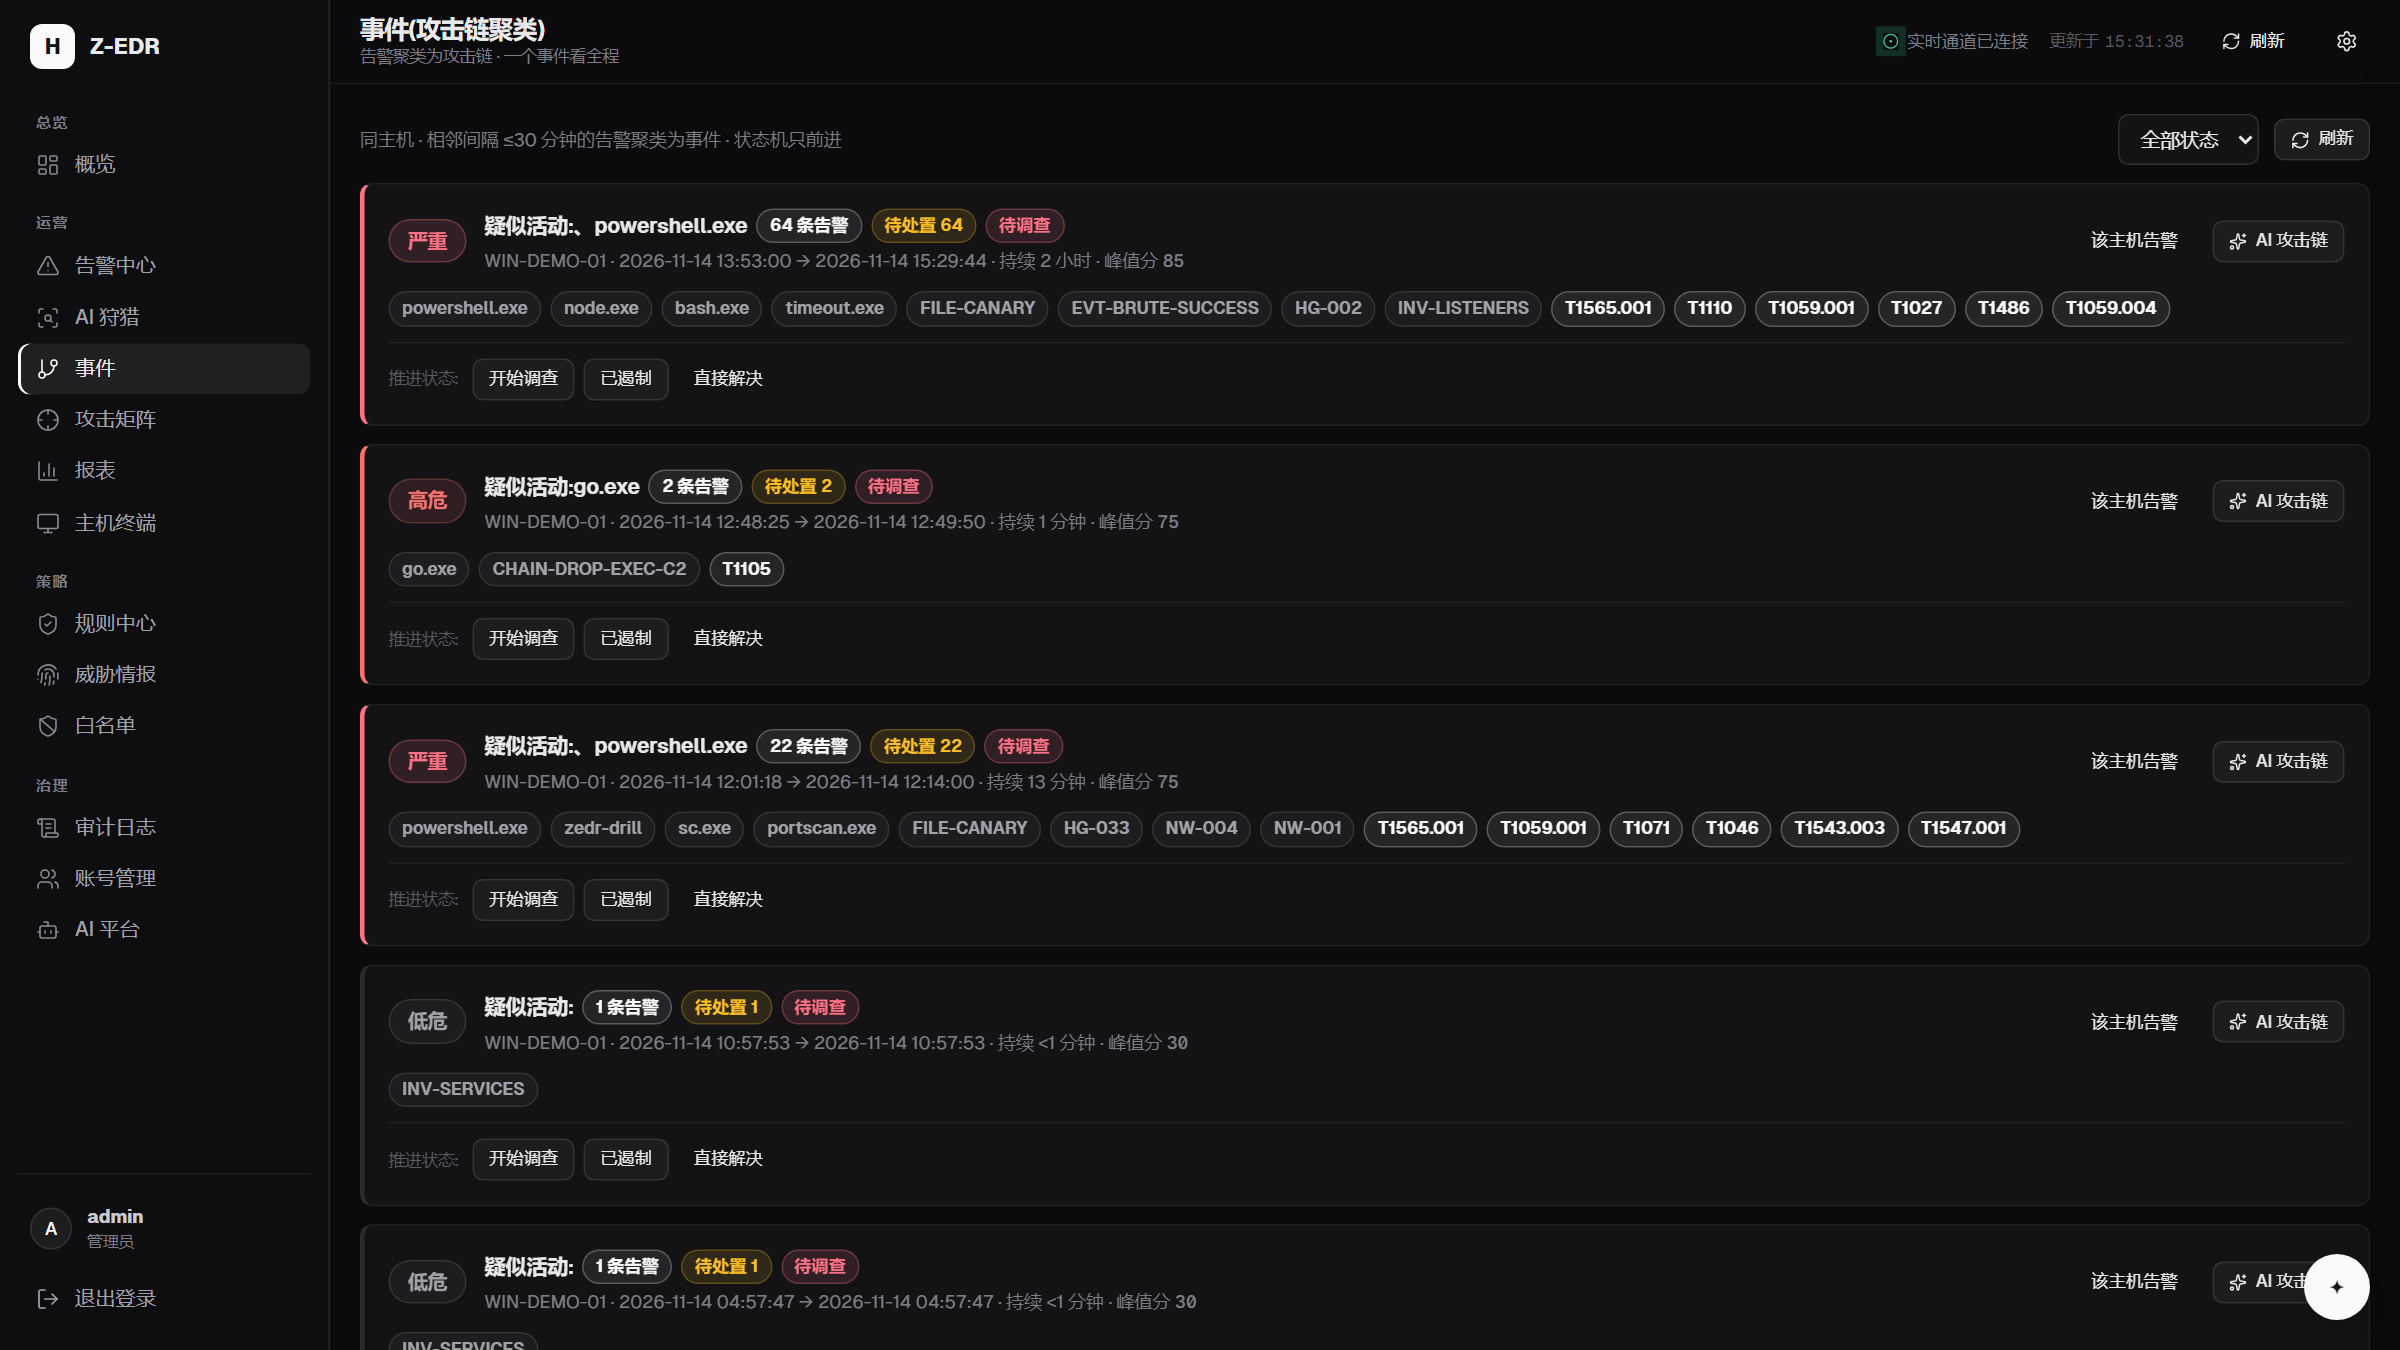 H Z-EDR
总览
概览
运营
告警中心
AI 狩猎
事件
攻击矩阵
报表
主机终端
策略
规则中心
威胁情报
白名单
治理
审计日志
账号管理
AI 平台
A admin
管理员
退出登录
事件(攻击链聚类)
告警聚类为攻击链 · 一个事件看全程
实时通道已连接 更新于 15:31:38 刷新
同主机 · 相邻间隔 ≤30 分钟的告警聚类为事件 · 状态机只前进
全部状态 刷新
严重 疑似活动:、powershell.exe 64 条告警 待处置 64 待调查
WIN-DEMO-01 · 2026-11-14 13:53:00 → 2026-11-14 15:29:44 · 持续 2 小时 · 峰值分 85
该主机告警 AI 攻击链
powershell.exe node.exe bash.exe timeout.exe FILE-CANARY EVT-BRUTE-SUCCESS HG-002 INV-LISTENERS T1565.001 T1110 T1059.001 T1027 T1486 T1059.004
推进状态: 开始调查 已遏制 直接解决
高危 疑似活动:go.exe 2 条告警 待处置 2 待调查
WIN-DEMO-01 · 2026-11-14 12:48:25 → 2026-11-14 12:49:50 · 持续 1 分钟 · 峰值分 75
该主机告警 AI 攻击链
go.exe CHAIN-DROP-EXEC-C2 T1105
推进状态: 开始调查 已遏制 直接解决
严重 疑似活动:、powershell.exe 22 条告警 待处置 22 待调查
WIN-DEMO-01 · 2026-11-14 12:01:18 → 2026-11-14 12:14:00 · 持续 13 分钟 · 峰值分 75
该主机告警 AI 攻击链
powershell.exe zedr-drill sc.exe portscan.exe FILE-CANARY HG-033 NW-004 NW-001 T1565.001 T1059.001 T1071 T1046 T1543.003 T1547.001
推进状态: 开始调查 已遏制 直接解决
低危 疑似活动: 1 条告警 待处置 1 待调查
WIN-DEMO-01 · 2026-11-14 10:57:53 → 2026-11-14 10:57:53 · 持续 <1 分钟 · 峰值分 30
该主机告警 AI 攻击链
INV-SERVICES
推进状态: 开始调查 已遏制 直接解决
低危 疑似活动: 1 条告警 待处置 1 待调查
WIN-DEMO-01 · 2026-11-14 04:57:47 → 2026-11-14 04:57:47 · 持续 <1 分钟 · 峰值分 30
该主机告警 AI 攻击
INV-SERVICES